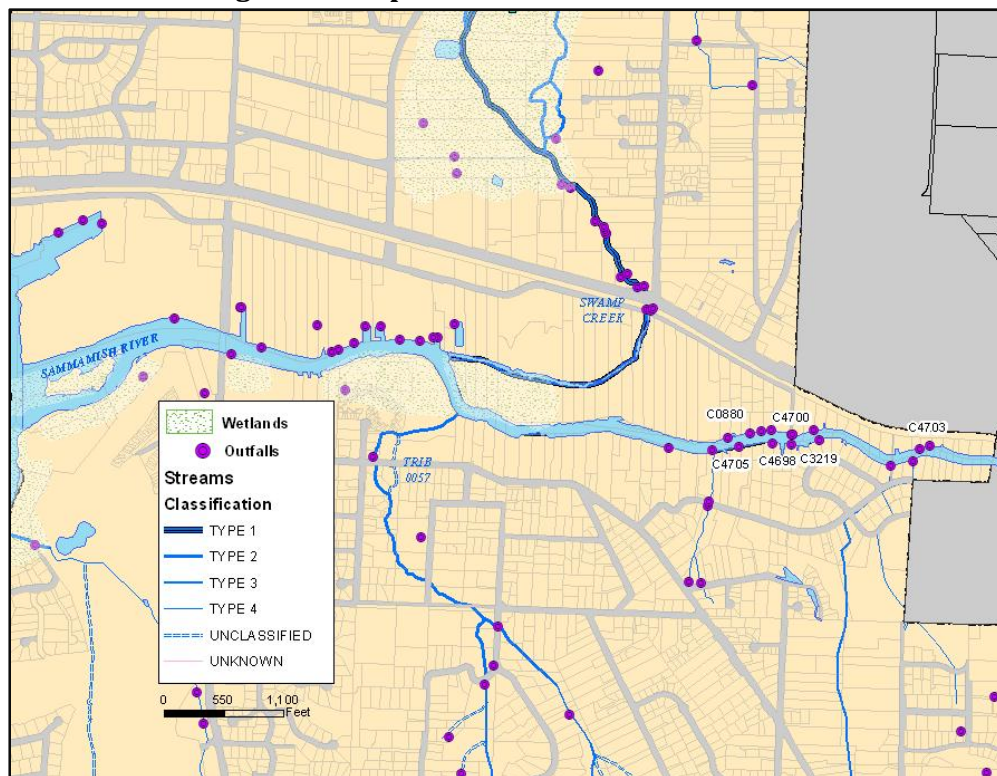 SWAMP
CREEK
SAMMAMISH RIVER
C0880
C4700
C4703
C4705
C4698
C3219
TRIB
0057
Wetlands
Outfalls
Streams
Classification
TYPE 1
TYPE 2
TYPE 3
TYPE 4
UNCLASSIFIED
UNKNOWN
0 550 1,100
Feet